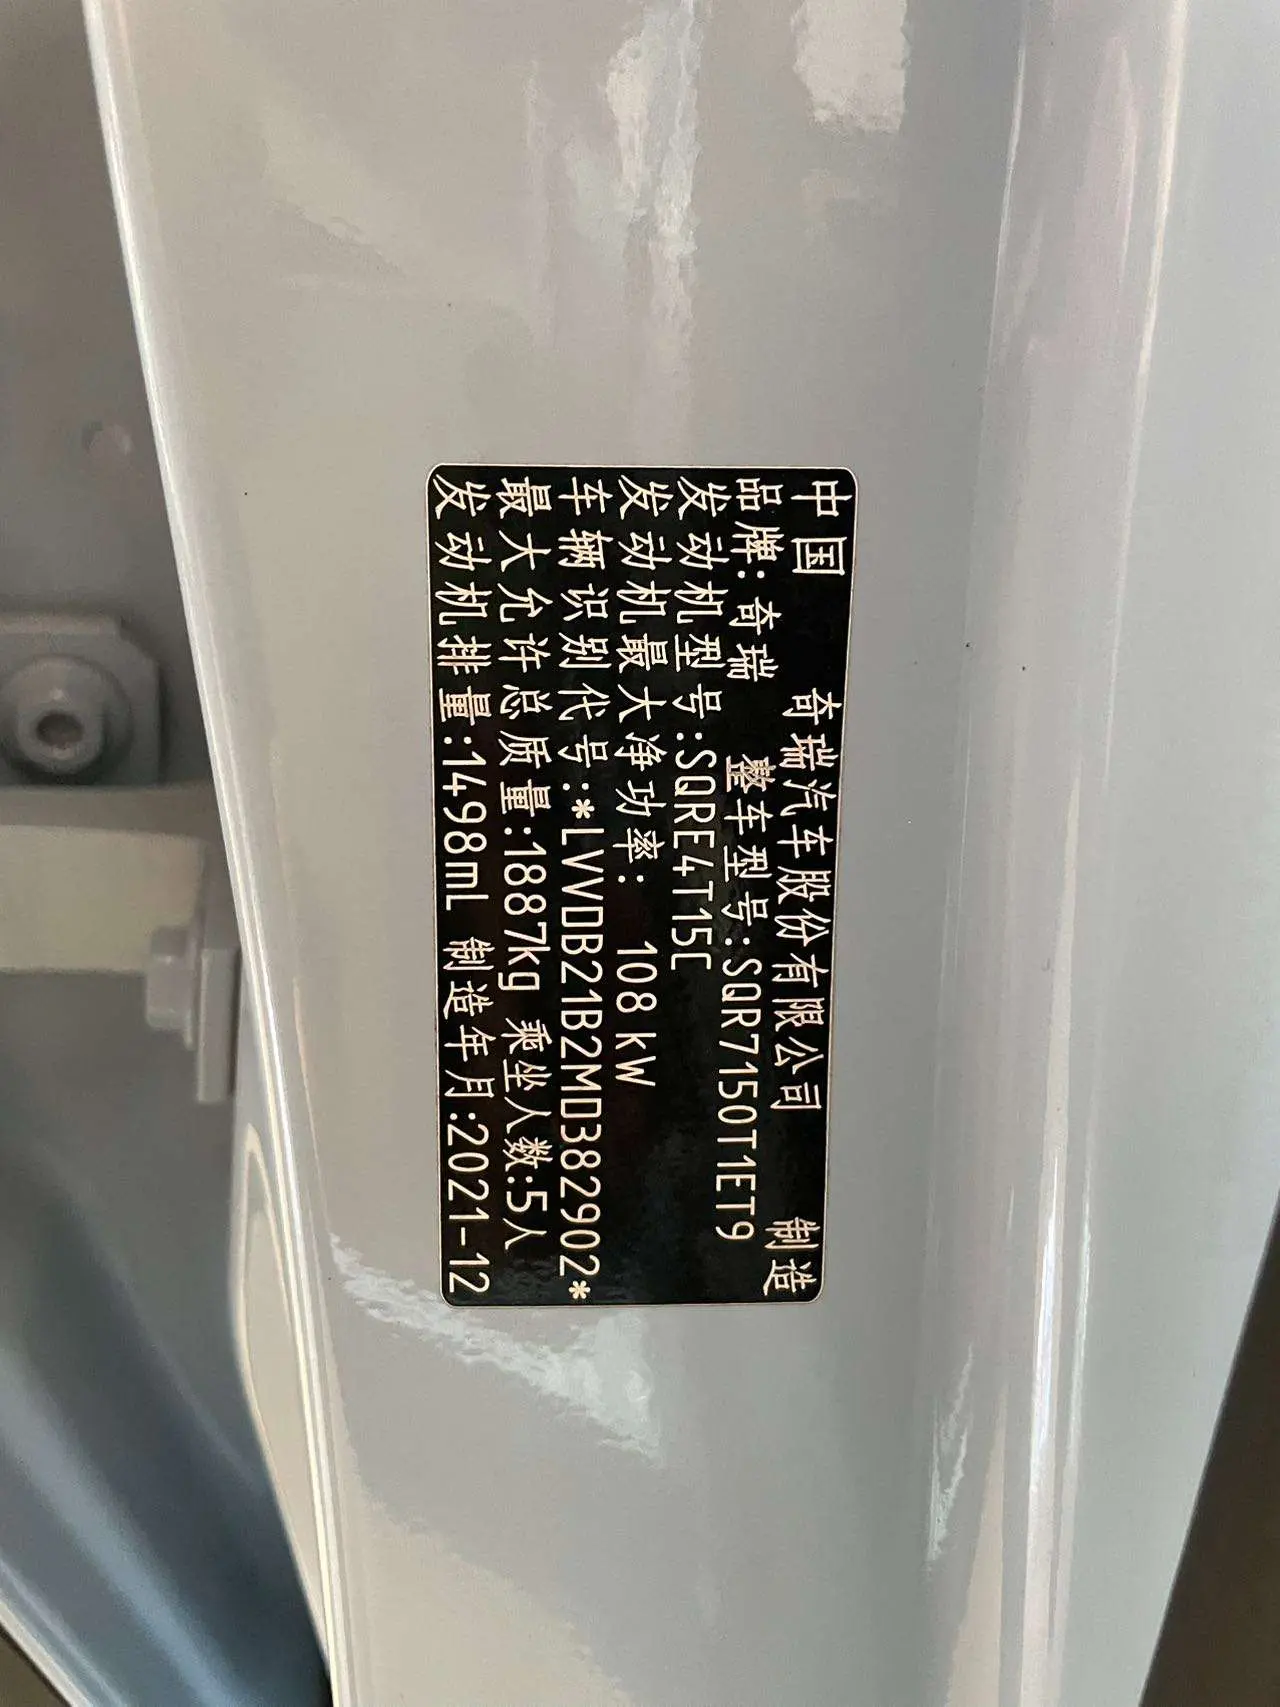 中国 奇瑞汽车股份有限公司 制造
品牌:奇瑞 整车型号:SQR7150T1ET9
发动机型号:SQRE4T15C
发动机最大净功率: 108kW
车辆识别代号:*LVVDB21B2MD382902*
最大允许总质量:1887kg 乘坐人数:5人
发动机排量:1498mL 制造年月:2021-12